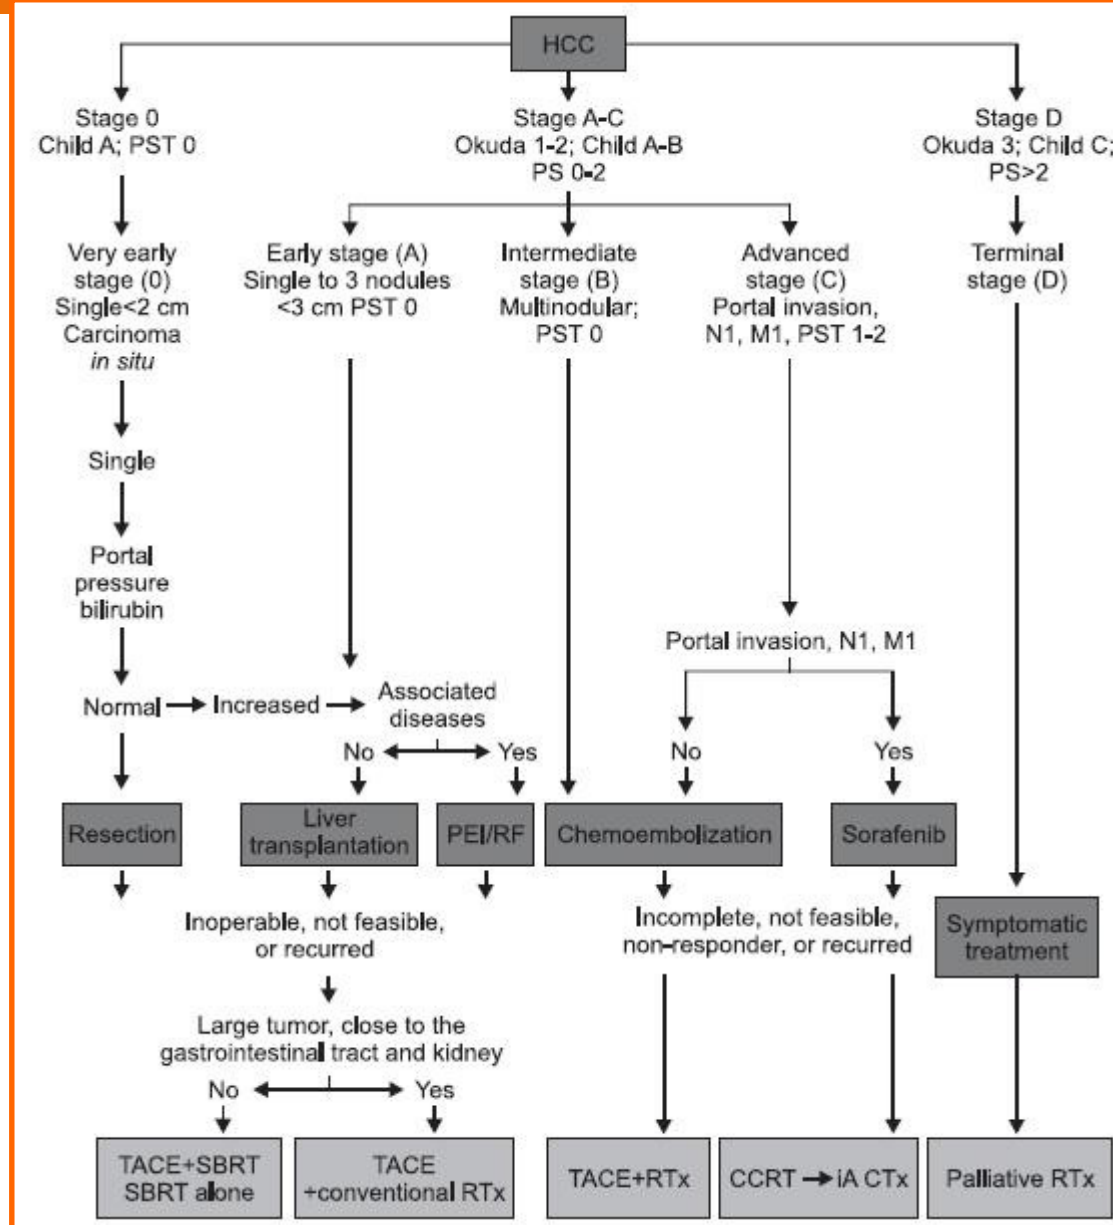 HCC
Stage 0
Child A; PST 0
Stage A-C
Okuda 1-2; Child A-B
PS 0-2
Stage D
Okuda 3; Child C;
PS>2
Very early
stage (0)
Single<2 cm
Carcinoma
in situ
Early stage (A)
Single to 3 nodules
<3 cm PST 0
Intermediate
stage (B)
Multinodular;
PST 0
Advanced
stage (C)
Portal invasion,
N1, M1, PST 1-2
Terminal
stage (D)
Single
Portal
pressure
bilirubin
Portal invasion, N1, M1
Normal
Increased
Associated
diseases
No
Yes
No
Yes
Resection
Liver
transplantation
PEI/RF
Chemoembolization
Sorafenib
Inoperable, not feasible,
or recurred
Incomplete, not feasible,
non-responder, or recurred
Symptomatic
treatment
Large tumor, close to the
gastrointestinal tract and kidney
No
Yes
TACE+SBRT
SBRT alone
TACE
+conventional RTx
TACE+RTx
CCRT → iA CTx
Palliative RTx